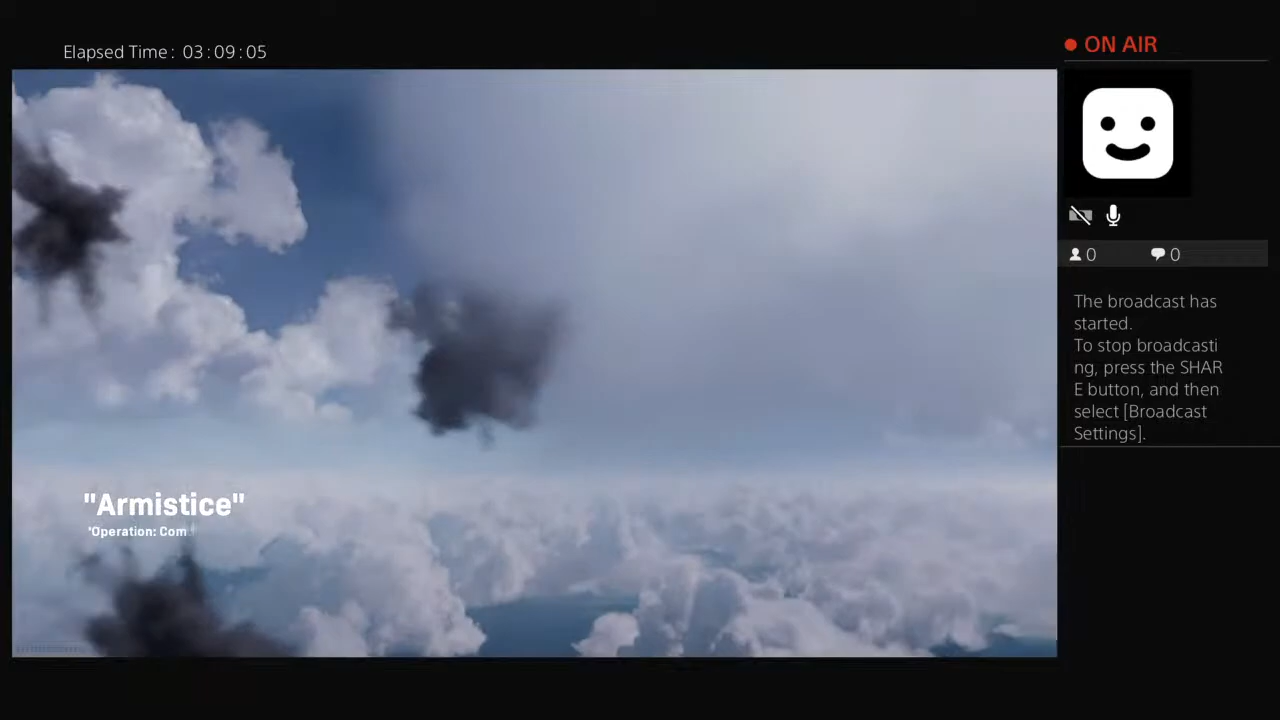 Elapsed Time: 03:09:05
ON AIR
0 0
The broadcast has
started.
To stop broadcasti
ng, press the SHAR
E button, and then
select [Broadcast
Settings].
"Armistice"
"Operation: Com